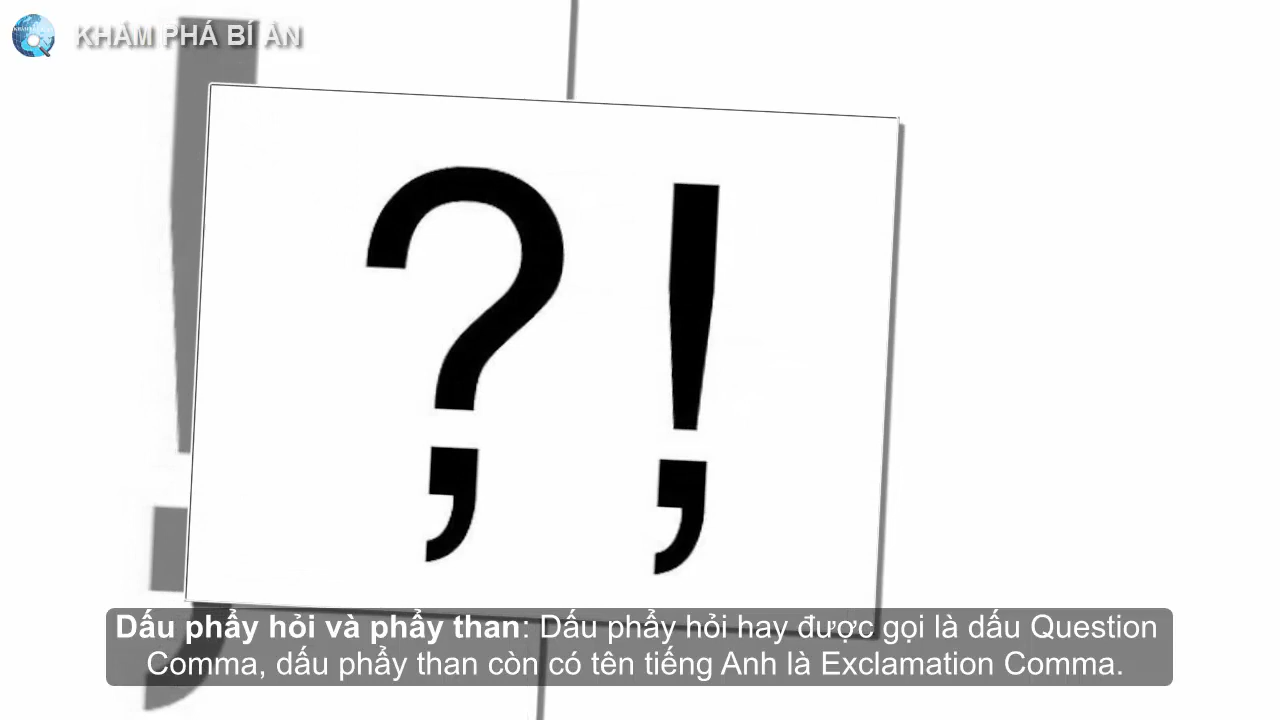 KHÁM PHÁ BÍ ẨN
Dấu phẩy hỏi và phẩy than: Dấu phẩy hỏi hay được gọi là dấu Question
Comma, dấu phẩy than còn có tên tiếng Anh là Exclamation Comma.